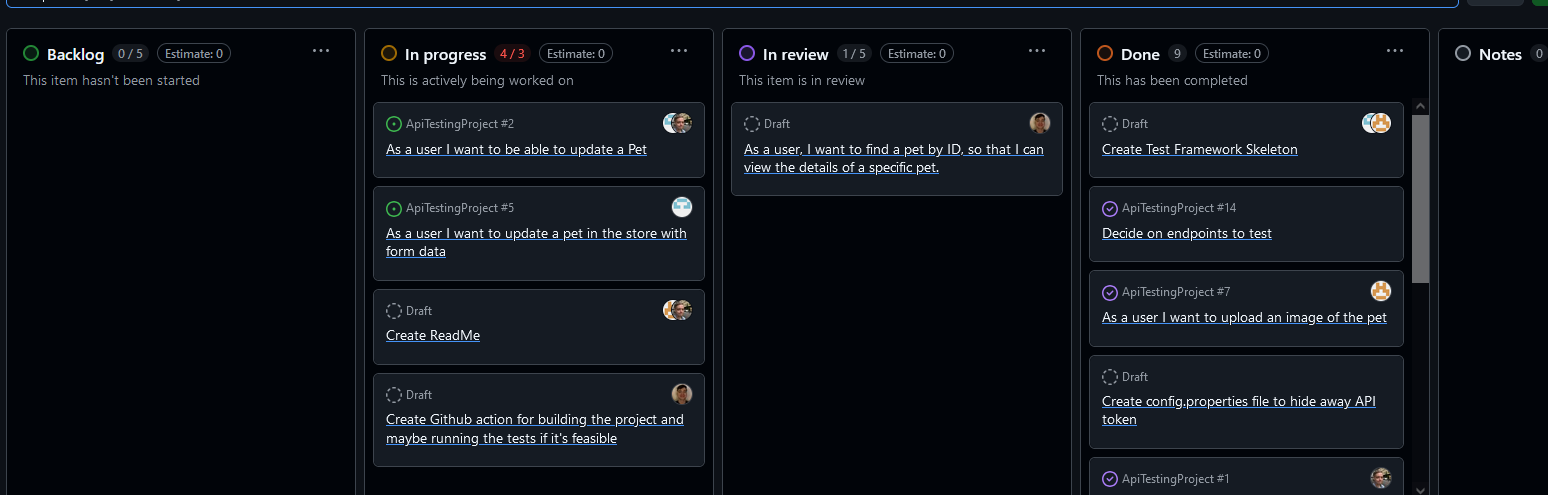 Backlog 0 / 5 Estimate: 0
This item hasn't been started
In progress 4 / 3 Estimate: 0
This is actively being worked on
ApiTestingProject #2
As a user I want to be able to update a Pet
ApiTestingProject #5
As a user I want to update a pet in the store with
form data
Draft
Create ReadMe
Draft
Create Github action for building the project and
maybe running the tests if it's feasible
In review 1 / 5 Estimate: 0
This item is in review
Draft
As a user, I want to find a pet by ID, so that I can
view the details of a specific pet.
Done 9 Estimate: 0
This has been completed
Draft
Create Test Framework Skeleton
ApiTestingProject #14
Decide on endpoints to test
ApiTestingProject #7
As a user I want to upload an image of the pet
Draft
Create config.properties file to hide away API
token
ApiTestingProject #1
Notes 0